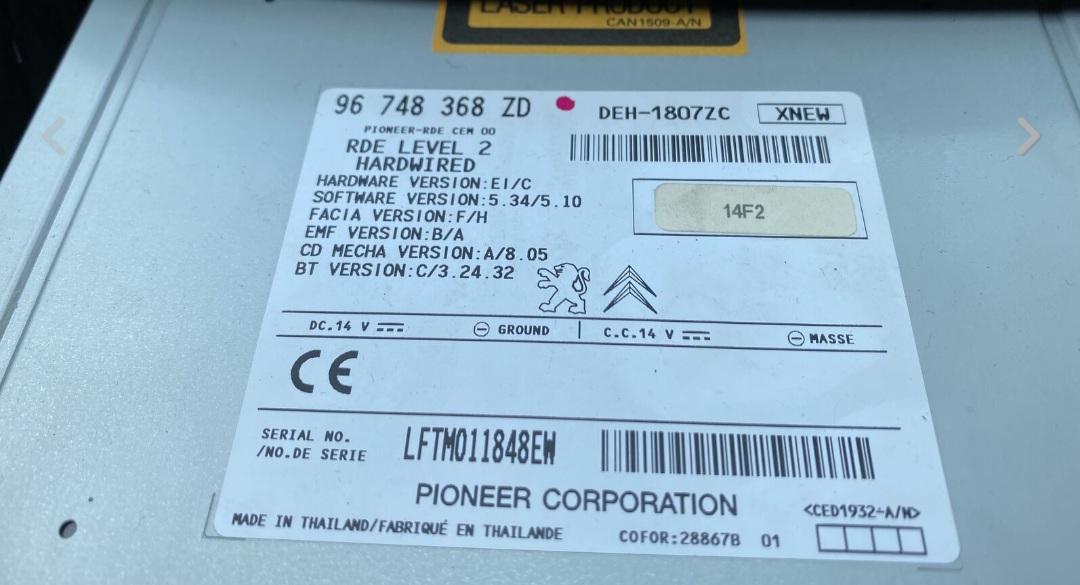 LASER PRODUCT
CAN1509-A/N
96 748 368 ZD
DEH-1807ZC
XNEW
PIONEER-RDE CEM 00
RDE LEVEL 2
HARDWIRED
HARDWARE VERSION:EI/C
SOFTWARE VERSION:5.34/5.10
FACIA VERSION:F/H
EMF VERSION:B/A
CD MECHA VERSION:A/8.05
BT VERSION:C/3.24.32
14F2
DC.14 V
GROUND
C.C.14 V
MASSE
CE
SERIAL NO.
/NO.DE SERIE
LFTM011848EW
PIONEER CORPORATION
<CED1932-A/N>
MADE IN THAILAND/FABRIQUÉ EN THAILANDE
COFOR:28867B 01